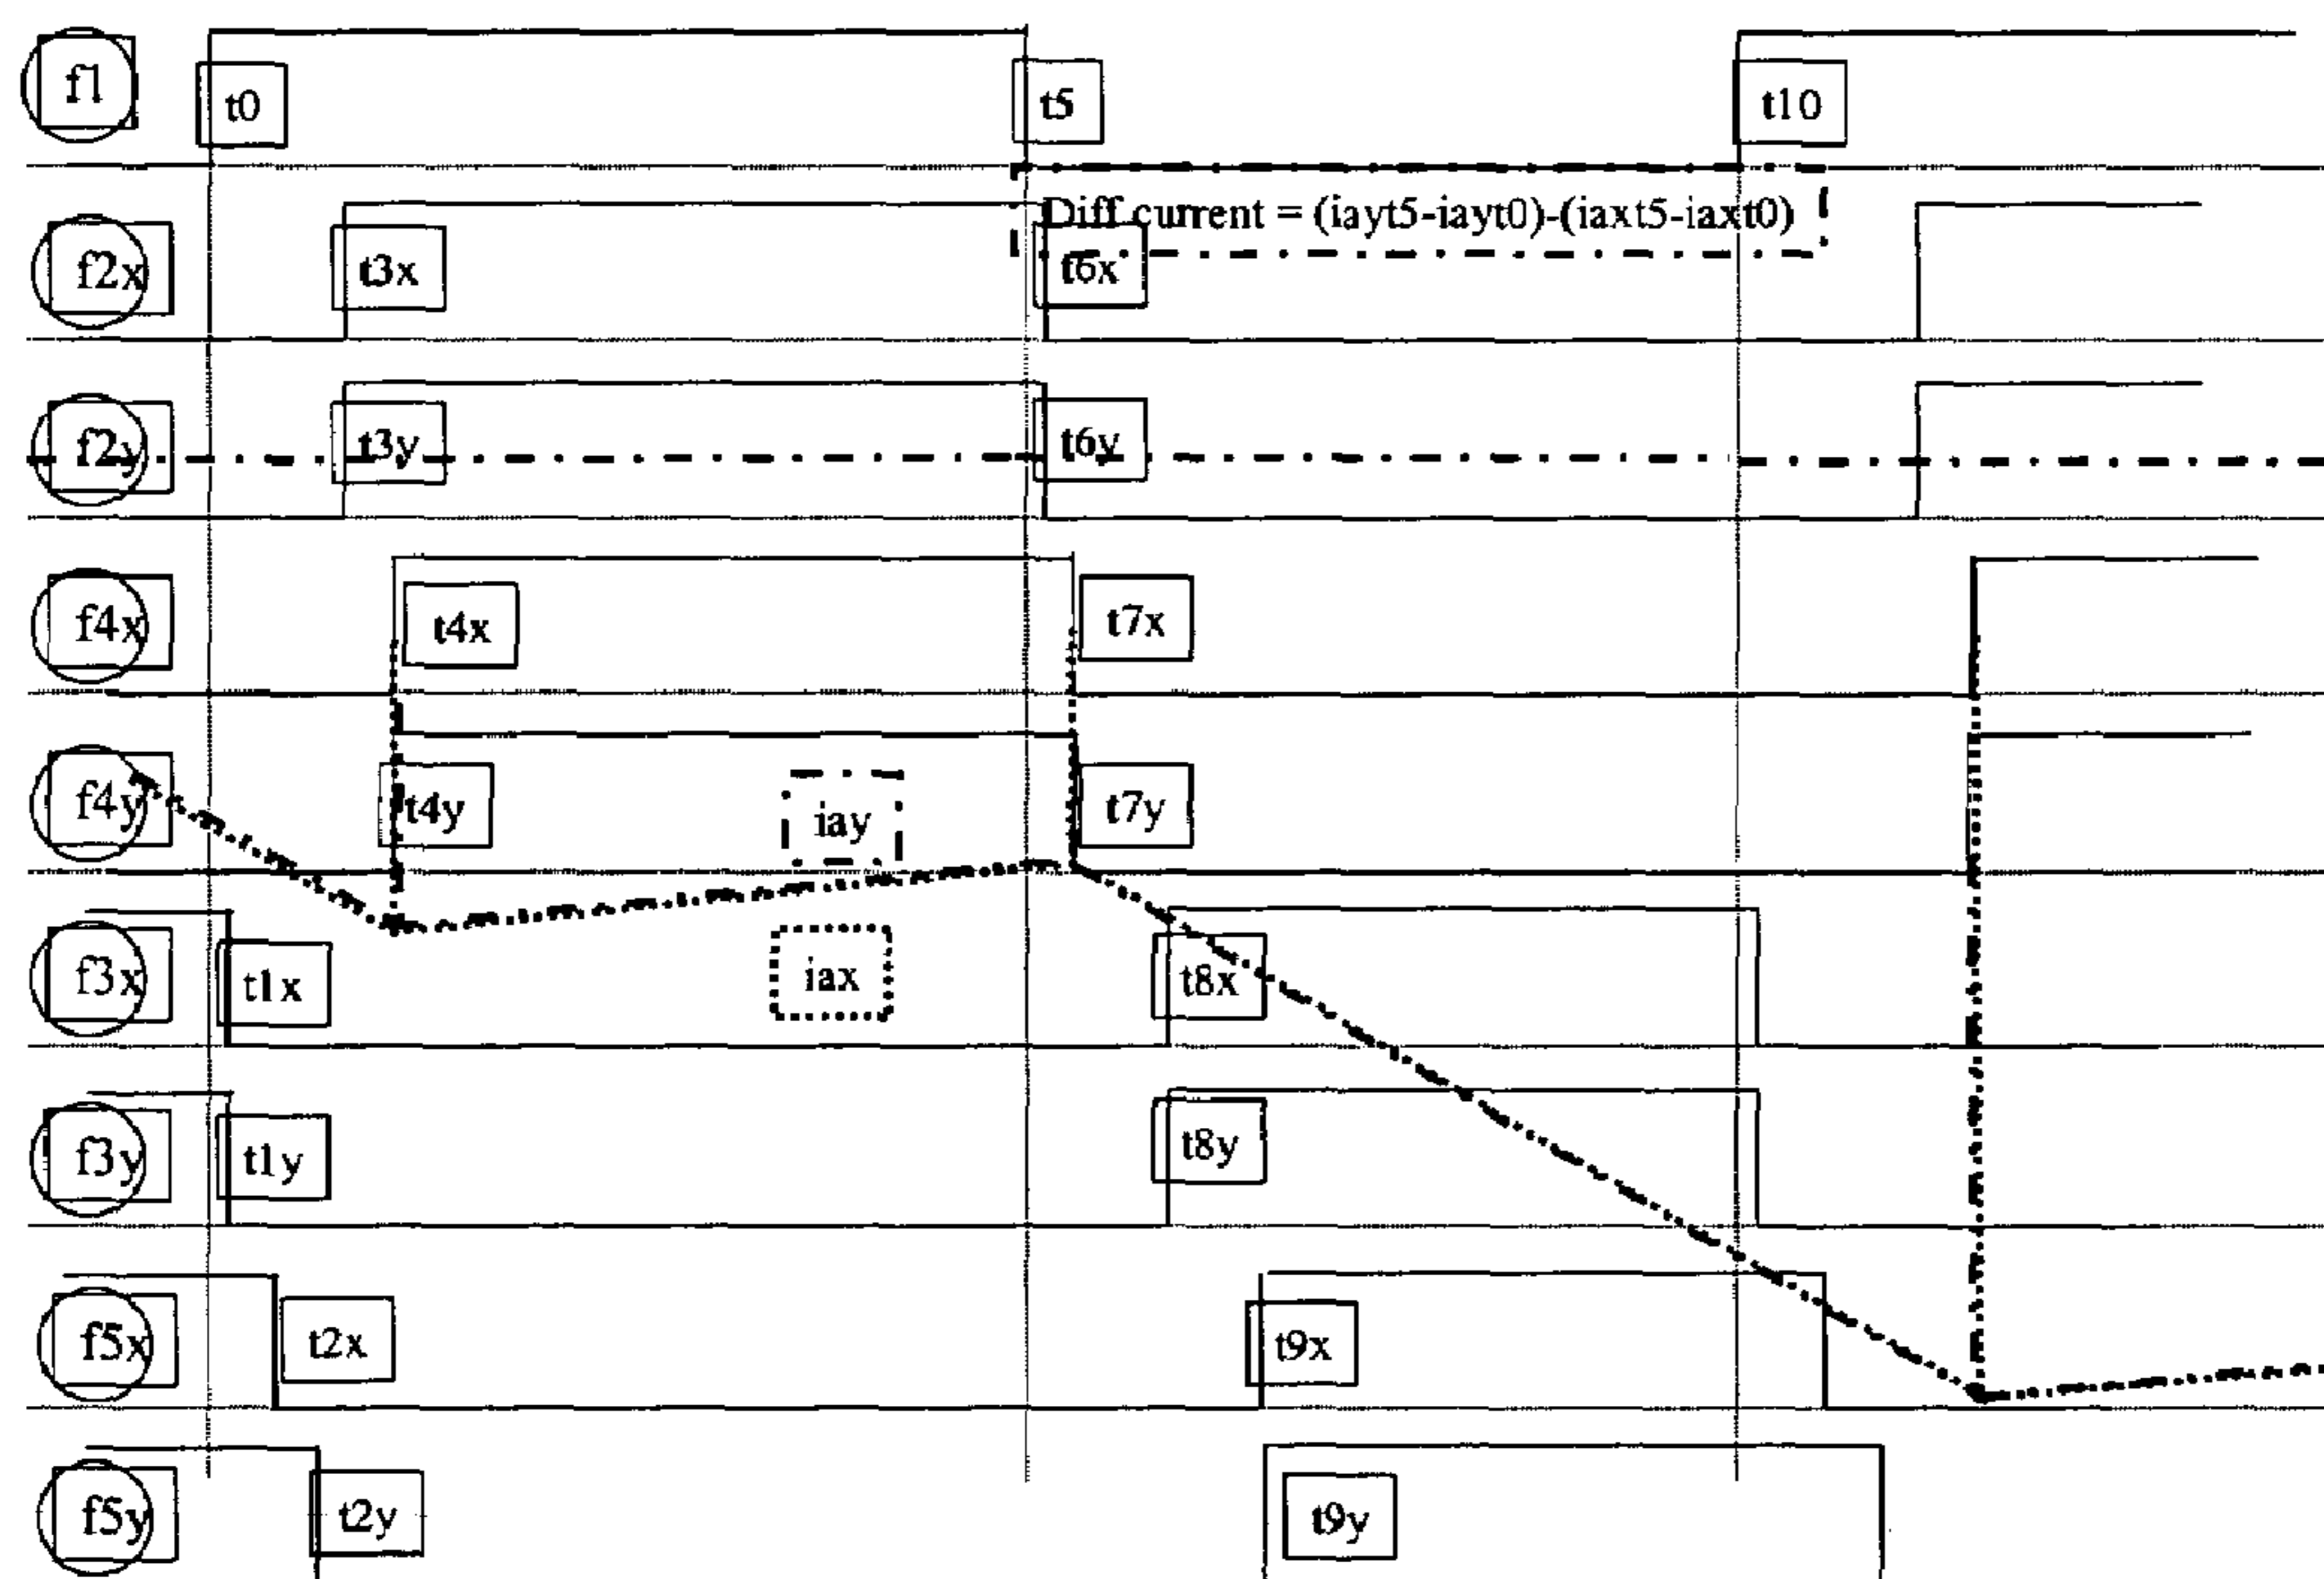 f1
t0
t5
t10
Diff current = (iayt5-iayt0)-(iaxt5-iaxt0)
f2x
t3x
t6x
f2y
t3y
t6y
f4x
t4x
t7x
f4y
t4y
iay
t7y
f3x
t1x
iax
t8x
f3y
t1y
t8y
f5x
t2x
t9x
f5y
t2y
t9y